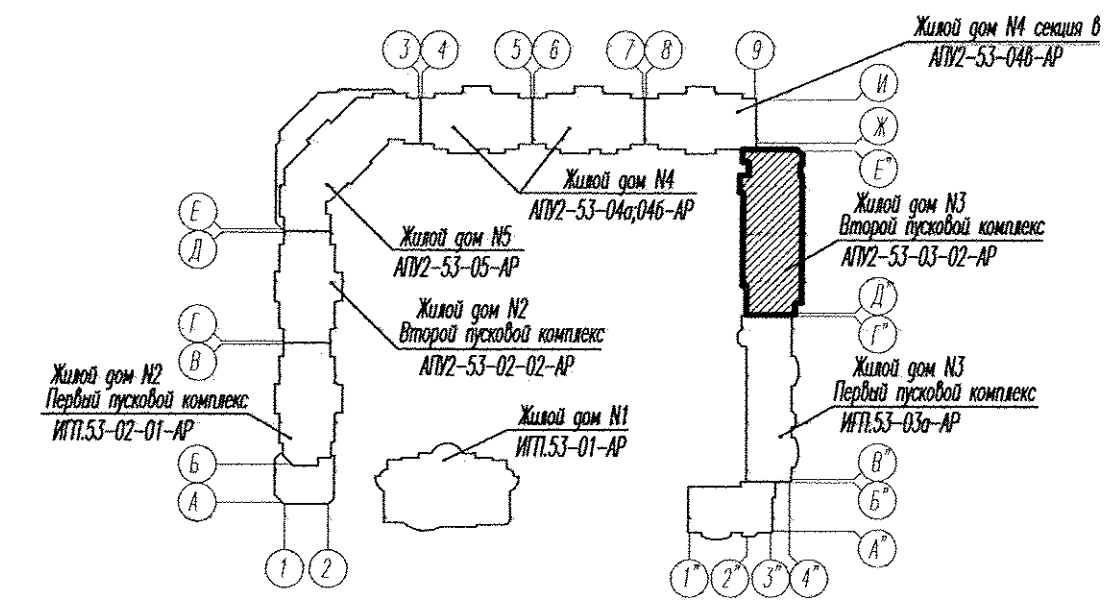 Жилой дом N4 секция в
АПУ2-53-04в-АР
3 4 5 6 7 8 9
И
Ж
Е"
Жилой дом N4
АПУ2-53-04а;04б-АР
Жилой дом N3
Второй пусковой комплекс
АПУ2-53-03-02-АР
Е
Д
Жилой дом N5
АПУ2-53-05-АР
Жилой дом N2
Второй пусковой комплекс
АПУ2-53-02-02-АР
Д"
Г"
Г
В
Жилой дом N2
Первый пусковой комплекс
ИГП.53-02-01-АР
Жилой дом N3
Первый пусковой комплекс
ИГП.53-03а-АР
Жилой дом N1
ИГП.53-01-АР
Б
А
В"
Б"
А"
1 2
1" 2" 3" 4"